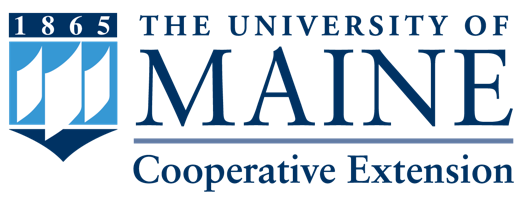 1865
THE UNIVERSITY OF
MAINE
Cooperative Extension